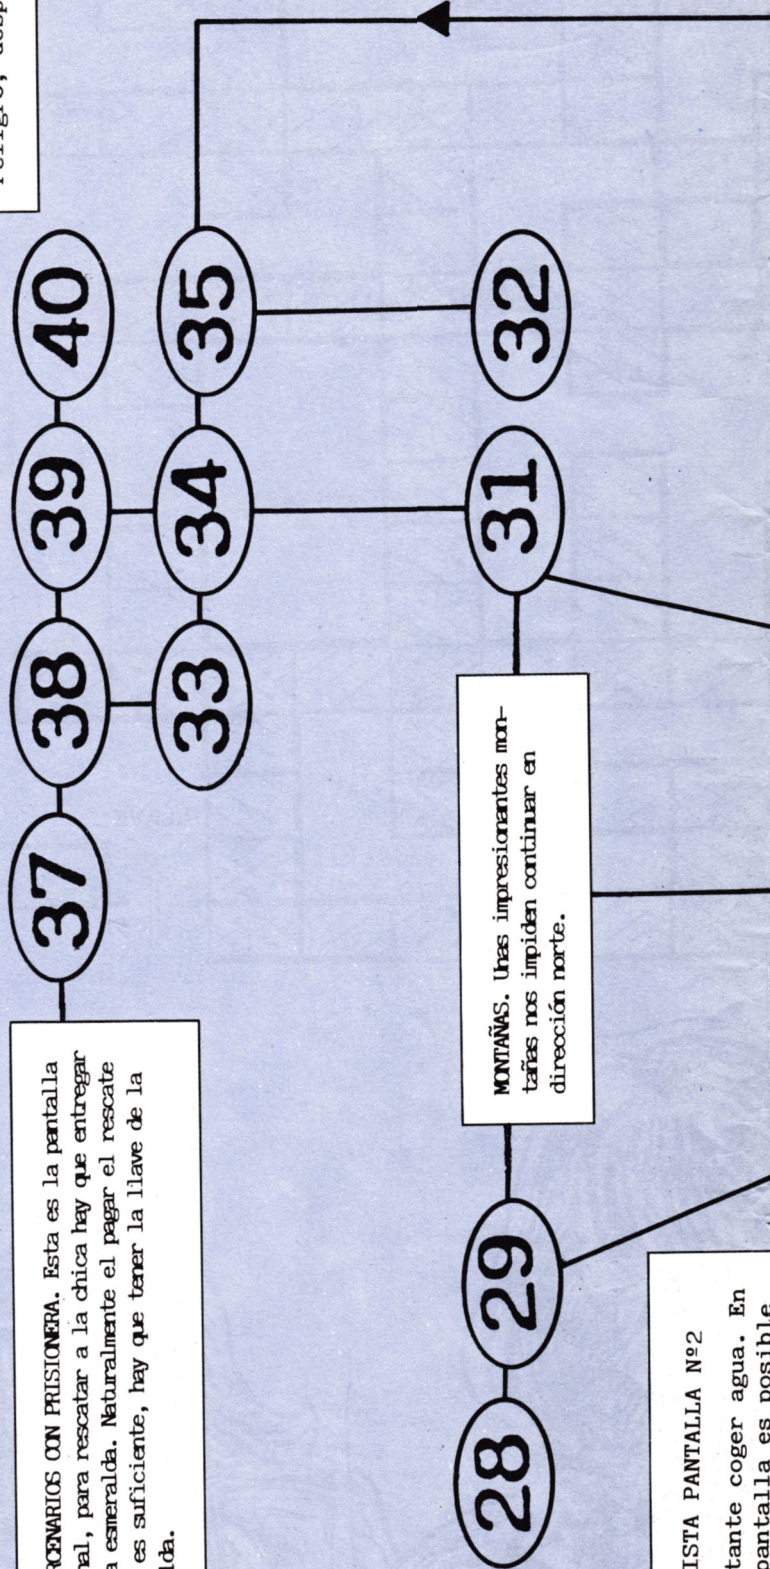 RCENARIOS CON PRISIONERA. Esta es la pantalla
nal, para rescatar a la chica hay que entregar
a esmeralda. Naturalmente el pagar el rescate
es suficiente, hay que tener la llave de la
lda.
37
38
39
40
Peligro, desp
33
34
35
28
29
MONTAÑAS. Unas impresionantes mon-
tañas nos impiden continuar en
dirección norte.
31
32
ISTA PANTALLA Nº2
tante coger agua. En
pantalla es posible